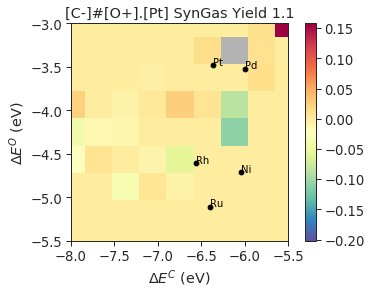 [C-]#[O+].[Pt] SynGas Yield 1.1
−3.0
−3.5
−4.0
−4.5
−5.0
−5.5
ΔE^O (eV)
Pt
Pd
Rh
Ni
Ru
−8.0 −7.5 −7.0 −6.5 −6.0 −5.5
ΔE^C (eV)
0.15
0.10
0.05
0.00
−0.05
−0.10
−0.15
−0.20